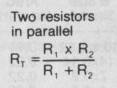 Two resistors
in parallel
R_T = (R_1 x R_2) / (R_1 + R_2)